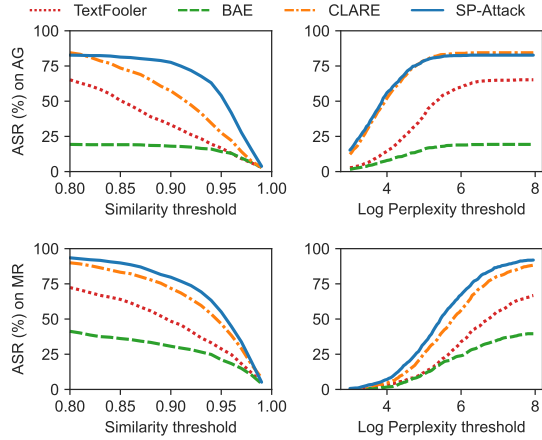 TextFooler BAE CLARE SP-Attack
ASR (%) on AG
100
75
50
25
0
0.80 0.85 0.90 0.95 1.00
Similarity threshold
100
75
50
25
0
4 6 8
Log Perplexity threshold
ASR (%) on MR
100
75
50
25
0
0.80 0.85 0.90 0.95 1.00
Similarity threshold
100
75
50
25
0
4 6 8
Log Perplexity threshold